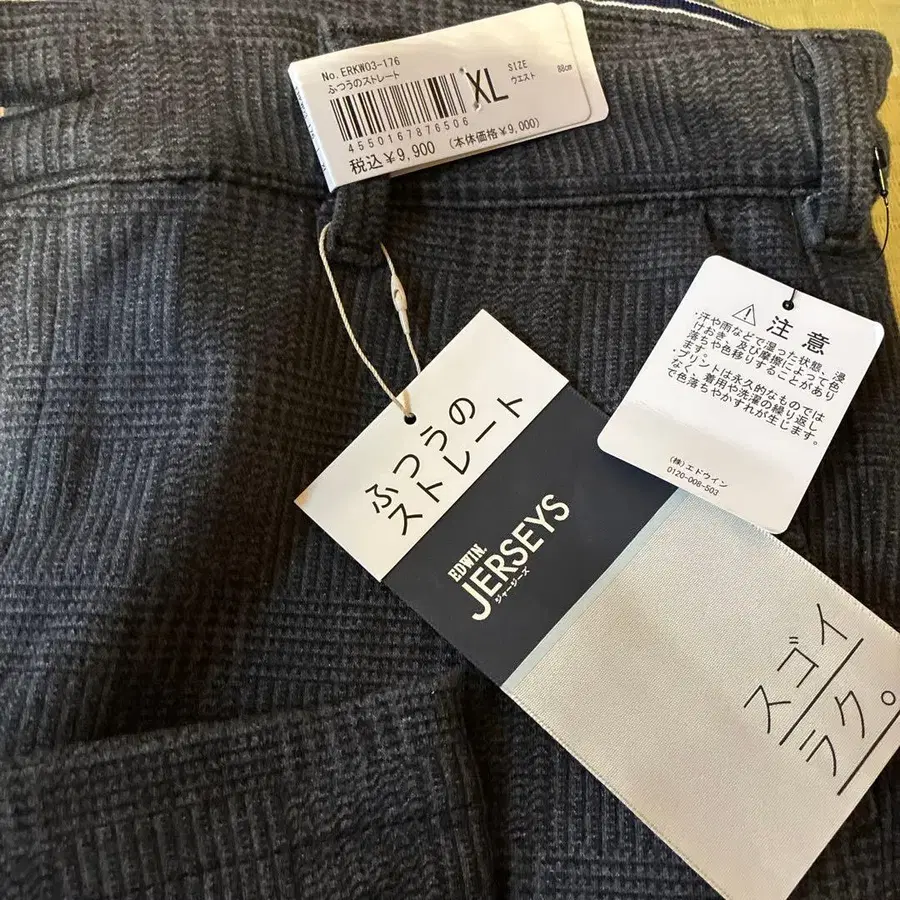 No. ERKW03-176
ふつうのストレート
SIZE
ウエスト
88cm
XL
4550167876506
税込¥9,900 (本体価格¥9,000)
⚠ 注意
・汗や雨などで湿った状態、浸
けおき、及び摩擦によって色
落ちや色移りすることがあり
ます。
・プリントは永久的なものでは
なく、着用や洗濯の繰り返し
で色落ちやかすれが生じます。
(株)エドウイン
0120-008-503
ふつうの
ストレート
EDWIN.
JERSEYS
ジャージーズ
スゴイ
ラク。